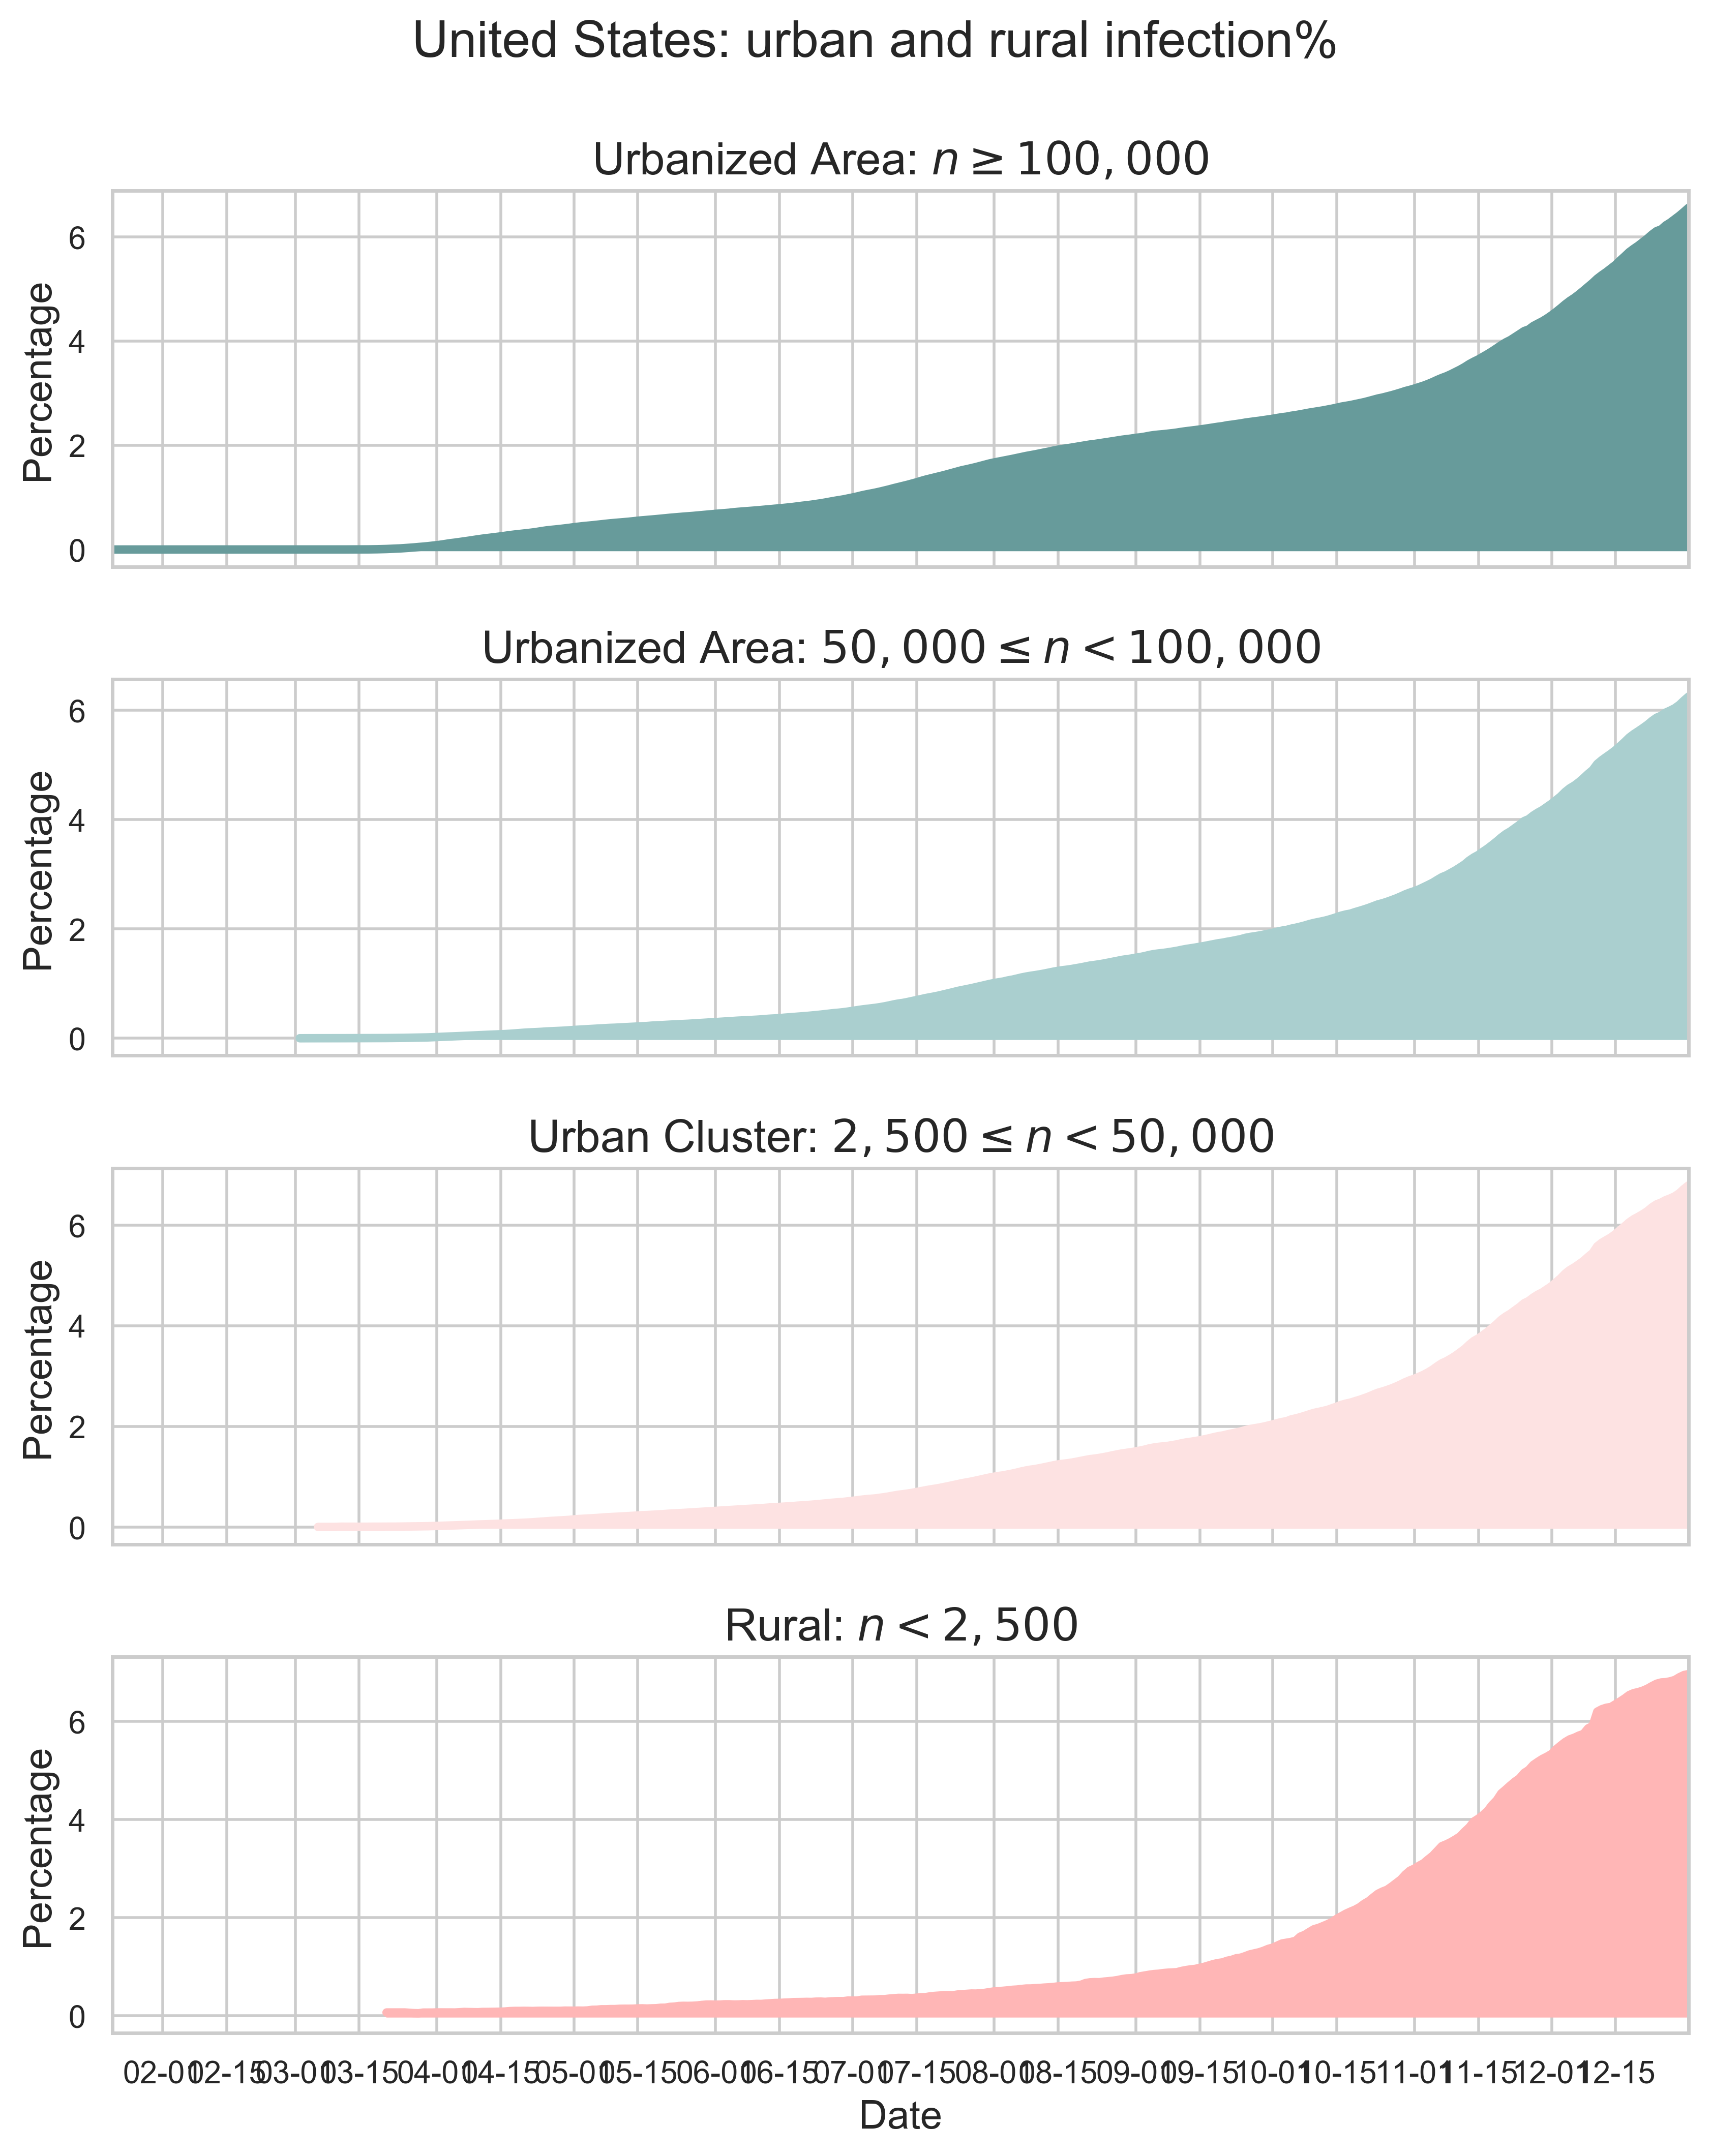 United States: urban and rural infection%
Urbanized Area: n ≥ 100, 000
Percentage
6
4
2
0
Urbanized Area: 50, 000 ≤ n < 100, 000
Percentage
6
4
2
0
Urban Cluster: 2, 500 ≤ n < 50, 000
Percentage
6
4
2
0
Rural: n < 2, 500
Percentage
6
4
2
0
02-01 02-15 03-01 03-15 04-01 04-15 05-01 05-15 06-01 06-15 07-01 07-15 08-01 08-15 09-01 09-15 10-01 10-15 11-01 11-15 12-01 12-15
Date